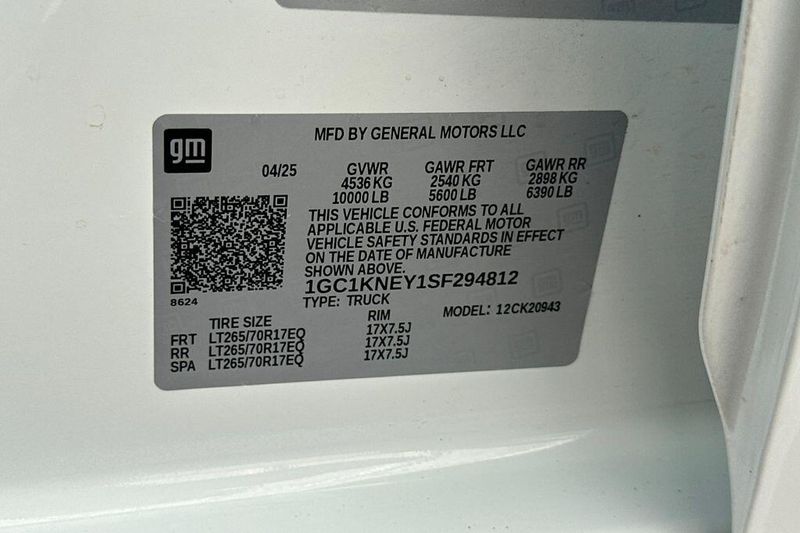 gm
MFD BY GENERAL MOTORS LLC
04/25 GVWR GAWR FRT GAWR RR
4536 KG 2540 KG 2898 KG
10000 LB 5600 LB 6390 LB
THIS VEHICLE CONFORMS TO ALL
APPLICABLE U.S. FEDERAL MOTOR
VEHICLE SAFETY STANDARDS IN EFFECT
ON THE DATE OF MANUFACTURE
SHOWN ABOVE.
8624
1GC1KNEY1SF294812
TYPE: TRUCK MODEL: 12CK20943
TIRE SIZE RIM
FRT LT265/70R17EQ 17X7.5J
RR LT265/70R17EQ 17X7.5J
SPA LT265/70R17EQ 17X7.5J